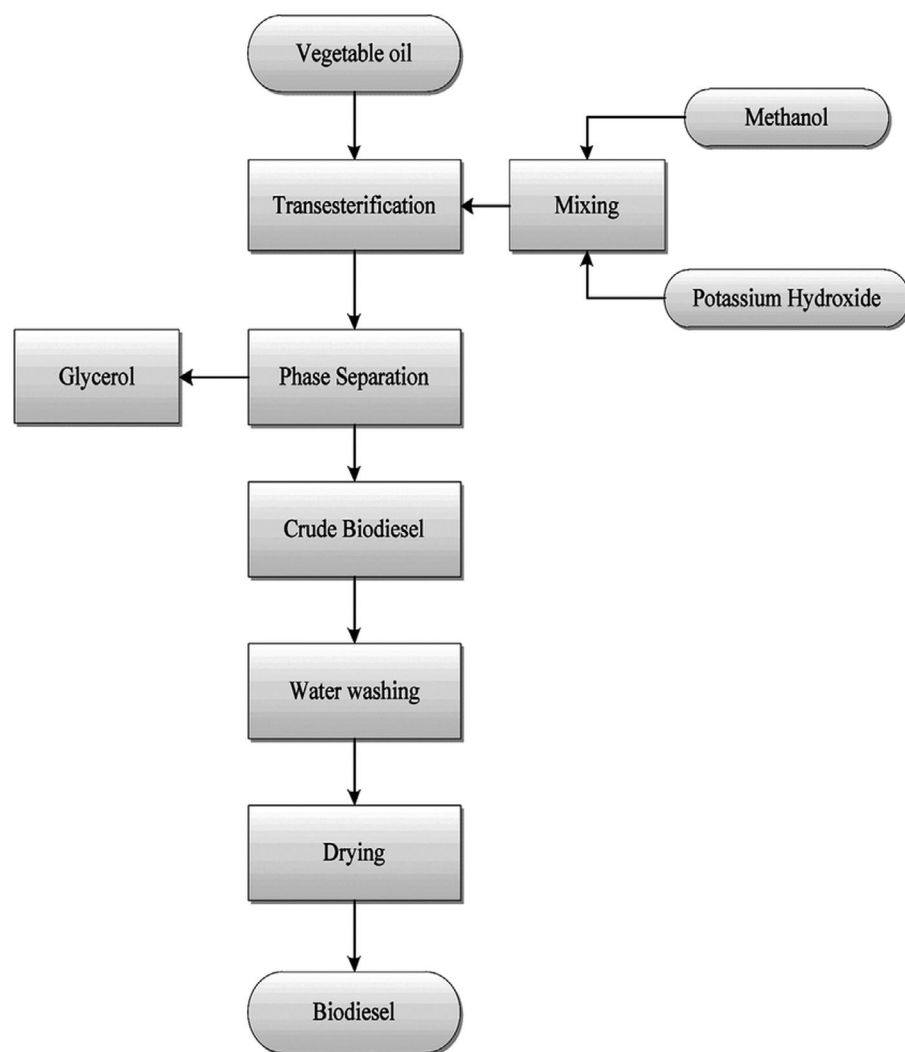 Vegetable oil
Methanol
Transesterification
Mixing
Potassium Hydroxide
Glycerol
Phase Separation
Crude Biodiesel
Water washing
Drying
Biodiesel